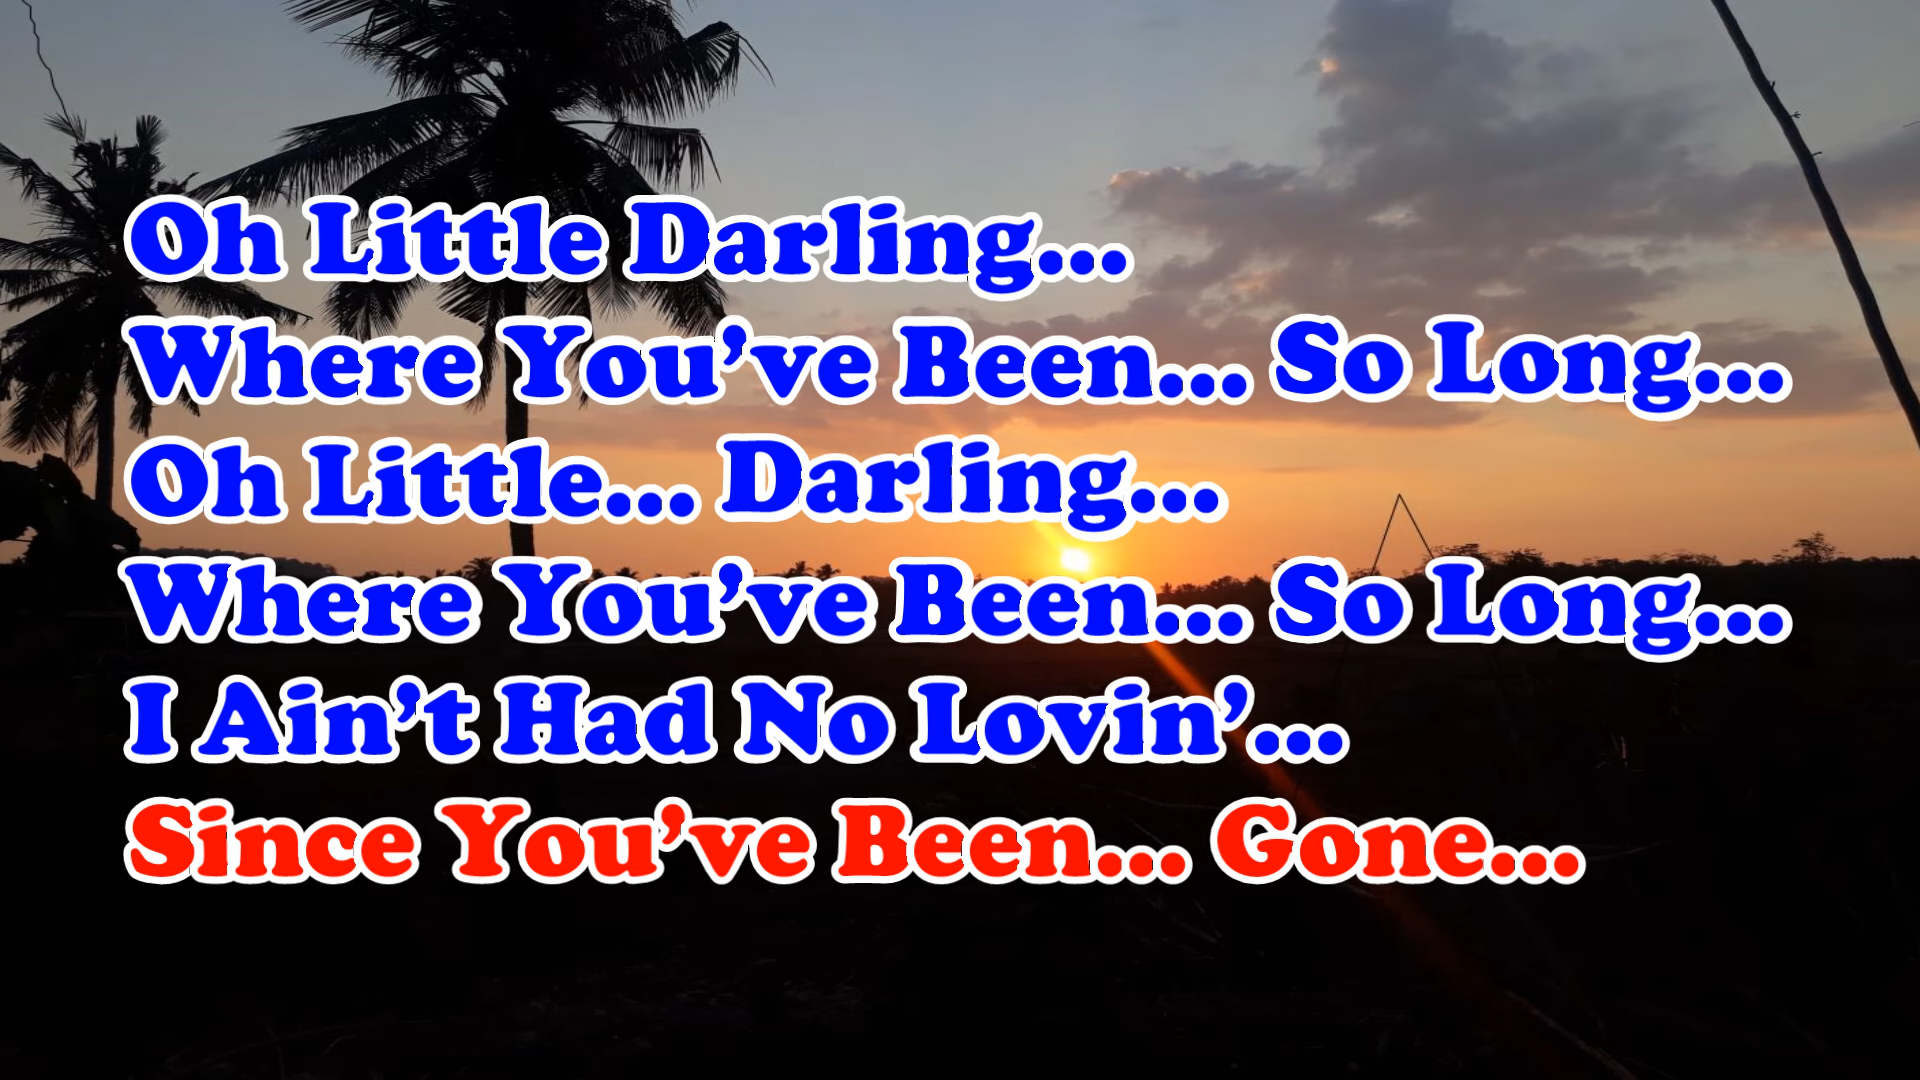 Oh Little Darling...
Where You’ve Been... So Long...
Oh Little... Darling...
Where You’ve Been... So Long...
I Ain’t Had No Lovin’...
Since You’ve Been... Gone...